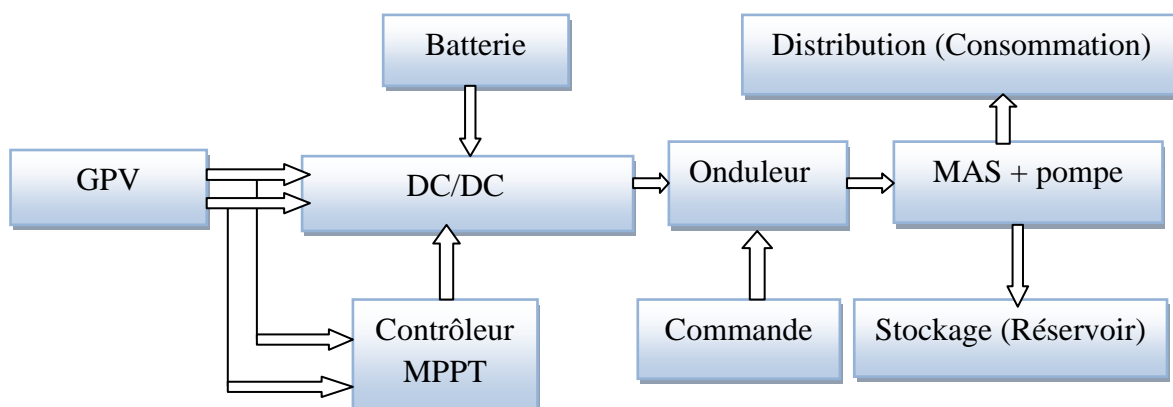 Batterie
Distribution (Consommation)
GPV
DC/DC
Onduleur
MAS + pompe
Contrôleur
MPPT
Commande
Stockage (Réservoir)